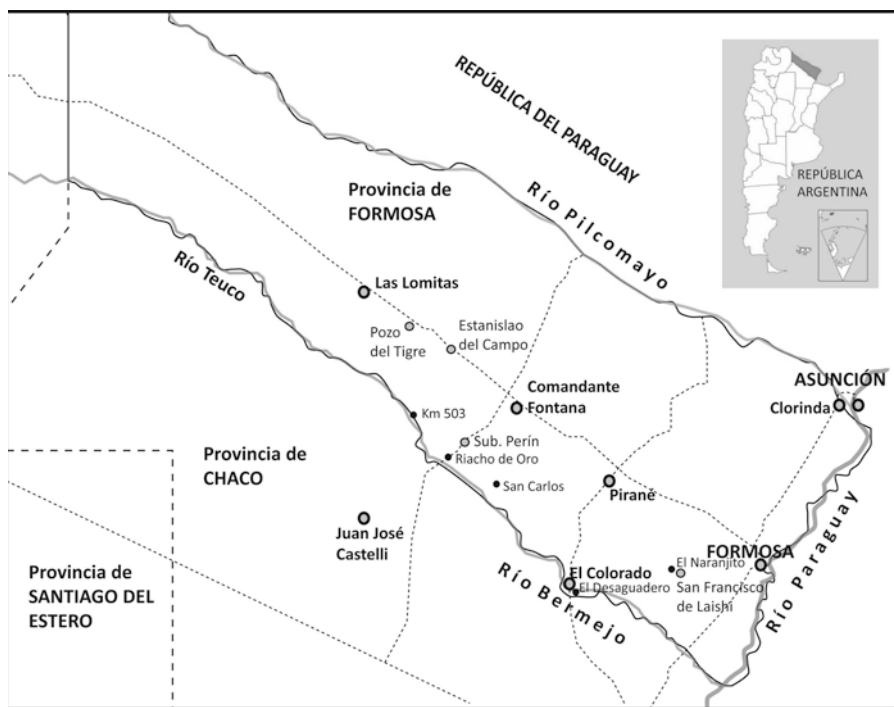 REPÚBLICA DEL PARAGUAY
REPÚBLICA
ARGENTINA
Provincia de
FORMOSA
Río Pilcomayo
Río Teuco
Las Lomitas
Pozo
del Tigre
Estanislao
del Campo
Comandante
Fontana
ASUNCIÓN
Clorinda
Km 503
Sub. Perín
Riacho de Oro
Provincia de
CHACO
San Carlos
Pirané
Juan José
Castelli
FORMOSA
Río Paraguay
El Naranjito
El Colorado
El Desaguadero
San Francisco
de Laishi
Provincia de
SANTIAGO DEL
ESTERO
Río Bermejo